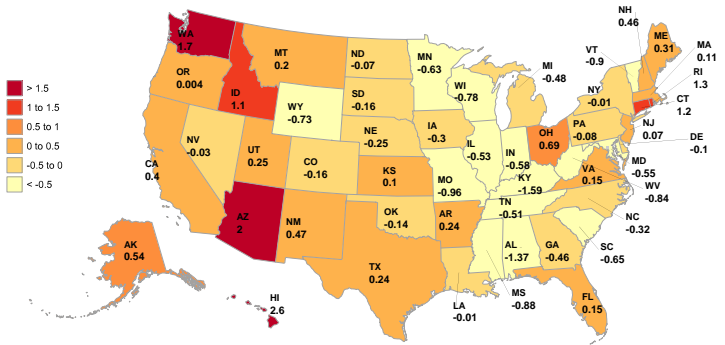 > 1.5
1 to 1.5
0.5 to 1
0 to 0.5
-0.5 to 0
< -0.5
WA
1.7
OR
0.004
CA
0.4
ID
1.1
NV
-0.03
AZ
2
UT
0.25
MT
0.2
WY
-0.73
CO
-0.16
NM
0.47
ND
-0.07
SD
-0.16
NE
-0.25
KS
0.1
OK
-0.14
TX
0.24
MN
-0.63
IA
-0.3
MO
-0.96
AR
0.24
LA
-0.01
WI
-0.78
IL
-0.53
MI
-0.48
IN
-0.58
OH
0.69
KY
-1.59
TN
-0.51
MS
-0.88
AL
-1.37
GA
-0.46
FL
0.15
SC
-0.65
NC
-0.32
VA
0.15
WV
-0.84
MD
-0.55
DE
-0.1
PA
-0.08
NJ
0.07
NY
-0.01
CT
1.2
RI
1.3
MA
0.11
VT
-0.9
NH
0.46
ME
0.31
AK
0.54
HI
2.6